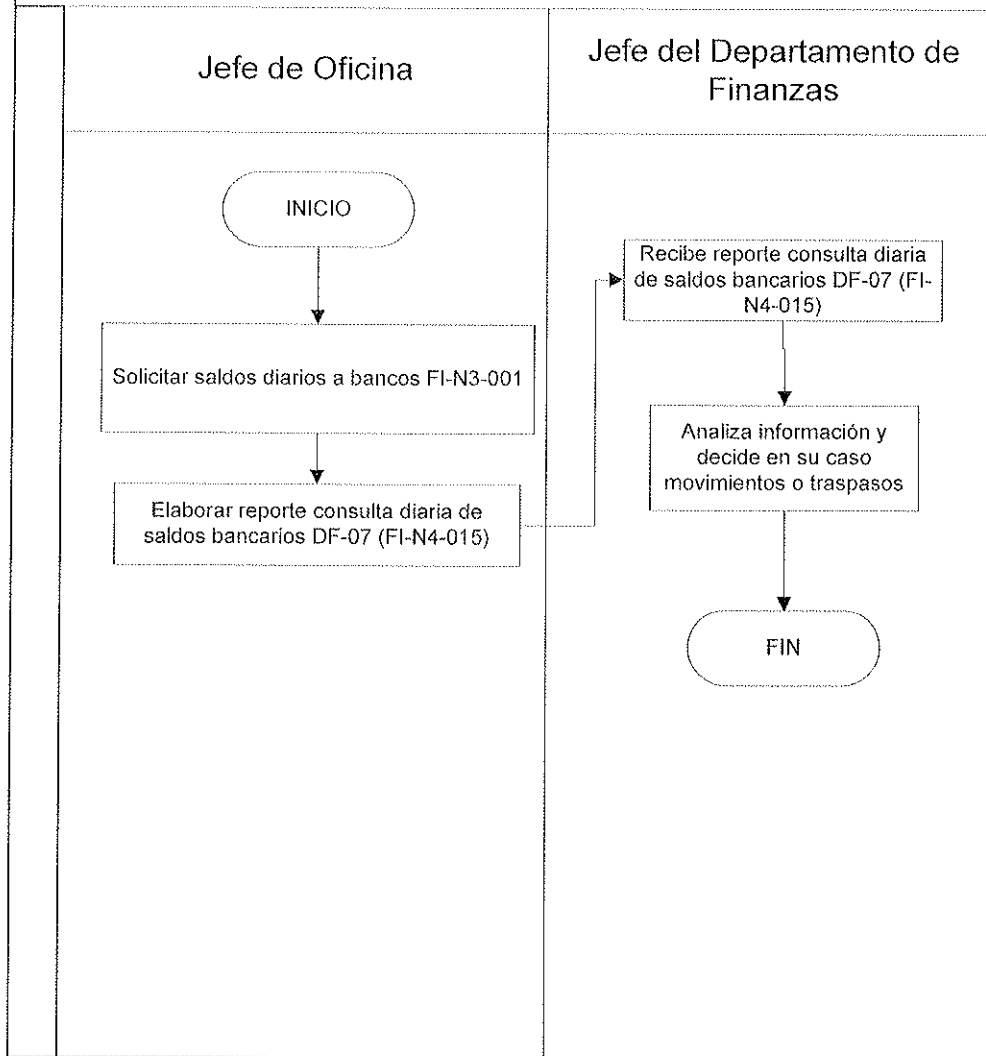 Jefe de Oficina
Jefe del Departamento de
Finanzas
INICIO
Solicitar saldos diarios a bancos FI-N3-001
Elaborar reporte consulta diaria de
saldos bancarios DF-07 (FI-N4-015)
Recibe reporte consulta diaria
de saldos bancarios DF-07 (FI-
N4-015)
Analiza información y
decide en su caso
movimientos o traspasos
FIN